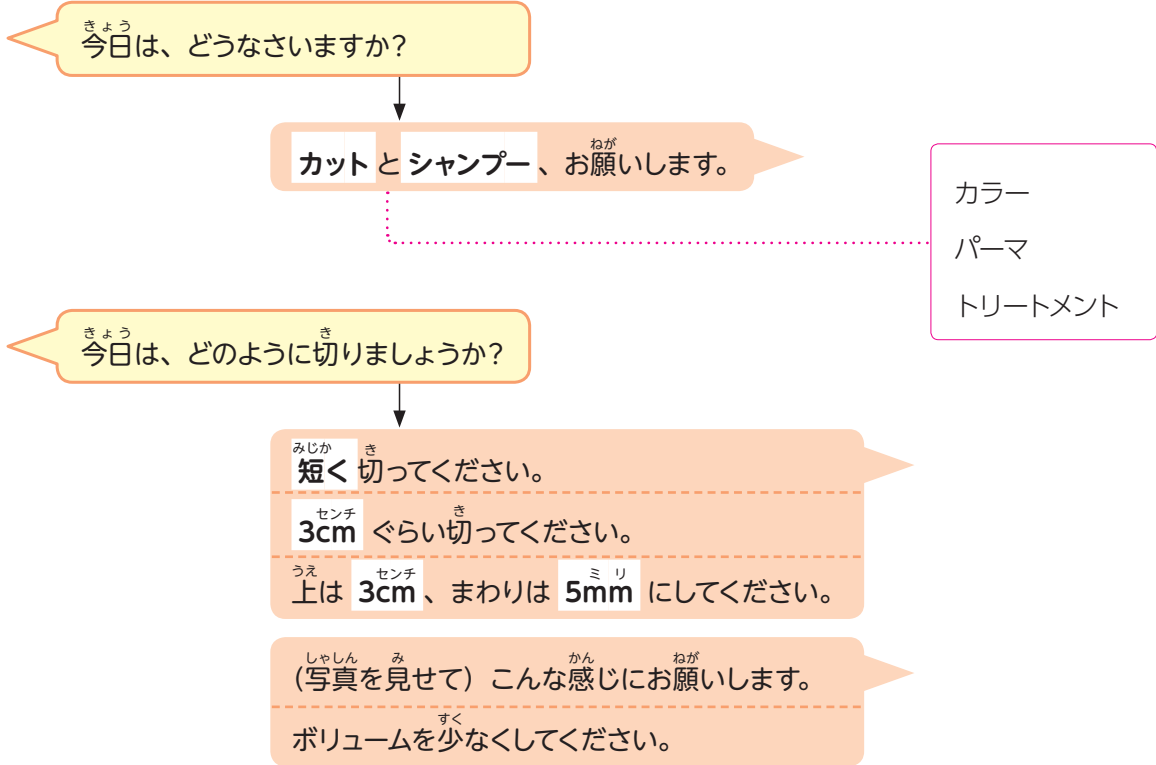 今日は、どうなさいますか？
カットとシャンプー、お願いします。
カラー
パーマ
トリートメント
今日は、どのように切りましょうか？
短く切ってください。
3cmぐらい切ってください。
上は3cm、まわりは5mmにしてください。
（写真を見せて）こんな感じにお願いします。
ボリュームを少なくしてください。